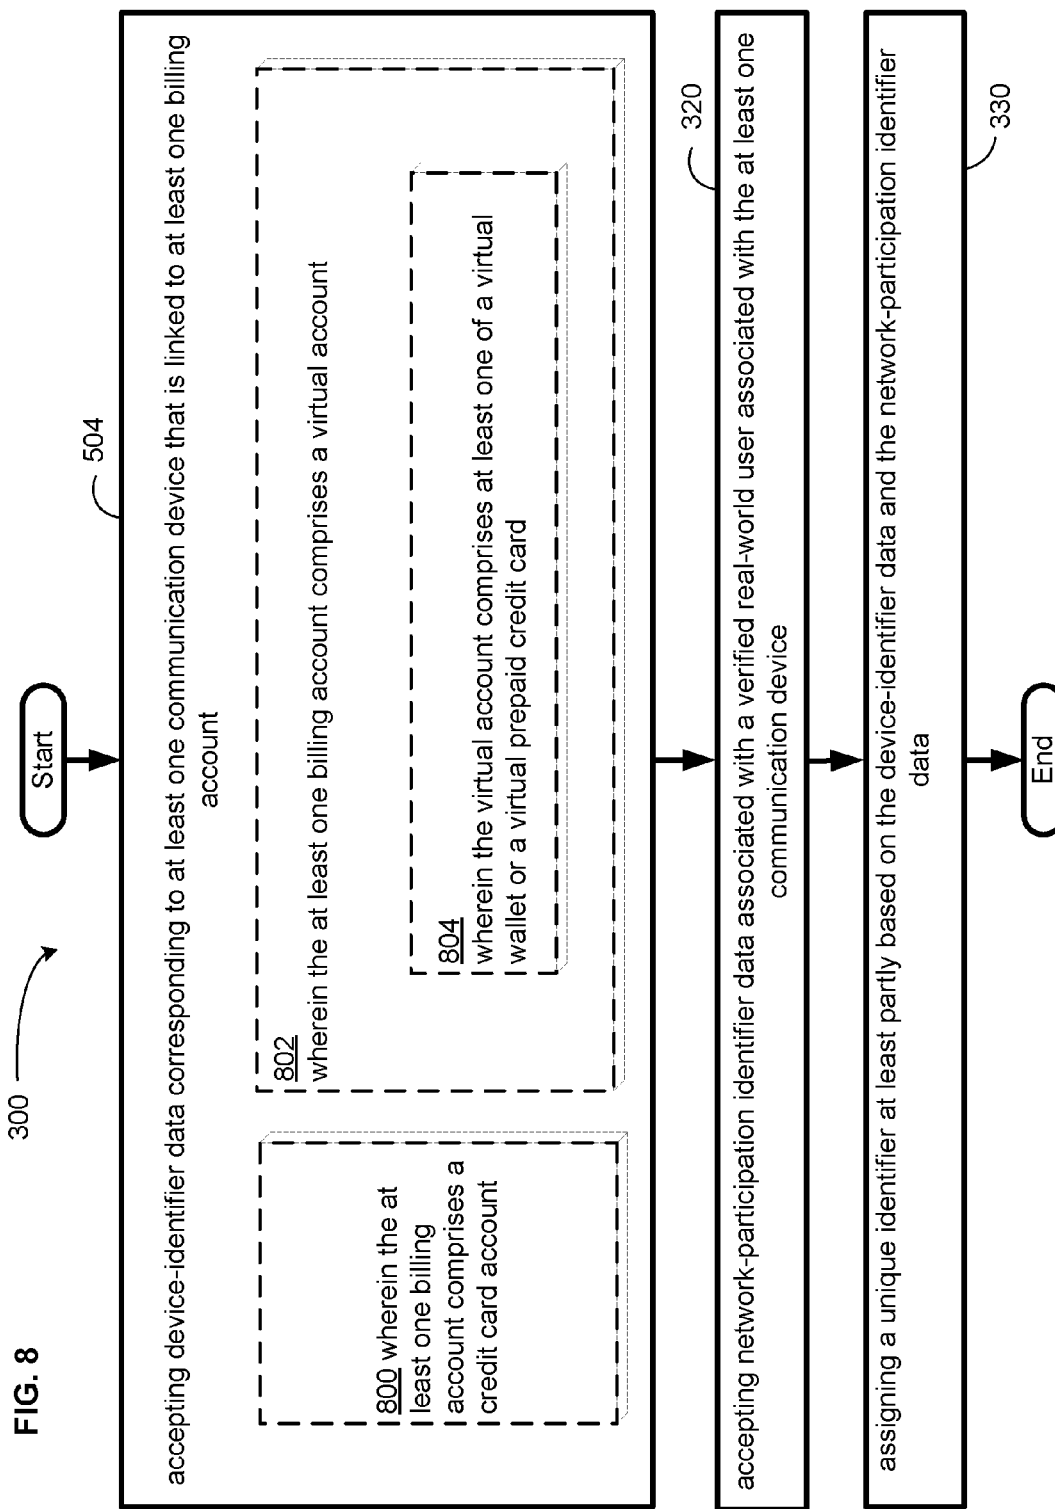 FIG. 8
300
Start
504
accepting device-identifier data corresponding to at least one communication device that is linked to at least one billing
account
800 wherein the at
least one billing
account comprises a
credit card account
802
wherein the at least one billing account comprises a virtual account
804
wherein the virtual account comprises at least one of a virtual
wallet or a virtual prepaid credit card
320
accepting network-participation identifier data associated with a verified real-world user associated with the at least one
communication device
330
assigning a unique identifier at least partly based on the device-identifier data and the network-participation identifier
data
End